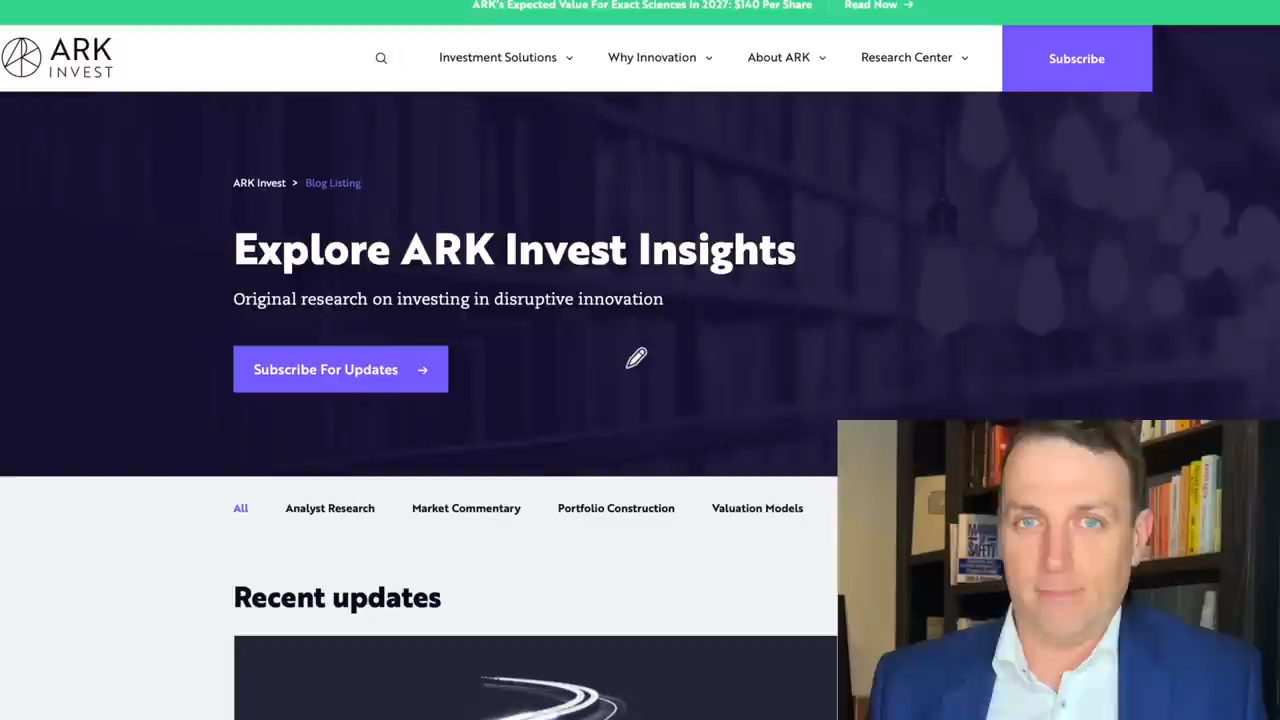 ARK's Expected Value For Exact Sciences In 2027: $140 Per Share
Read Now →
ARK
INVEST
Investment Solutions
Why Innovation
About ARK
Research Center
Subscribe
ARK Invest > Blog Listing
Explore ARK Invest Insights
Original research on investing in disruptive innovation
Subscribe For Updates →
All
Analyst Research
Market Commentary
Portfolio Construction
Valuation Models
Recent updates
SAFETY